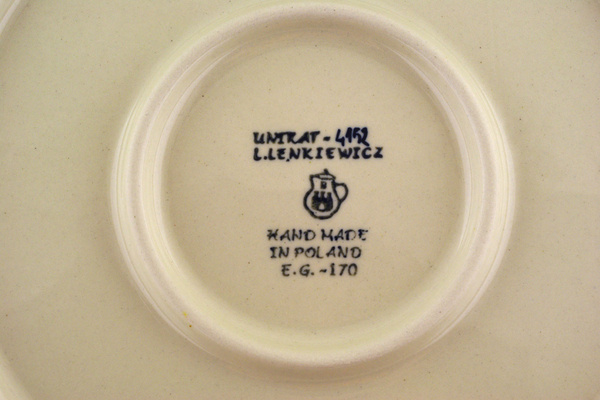 UNIKAT - 4152
L.LENKIEWICZ
HAND MADE
IN POLAND
E.G. -170